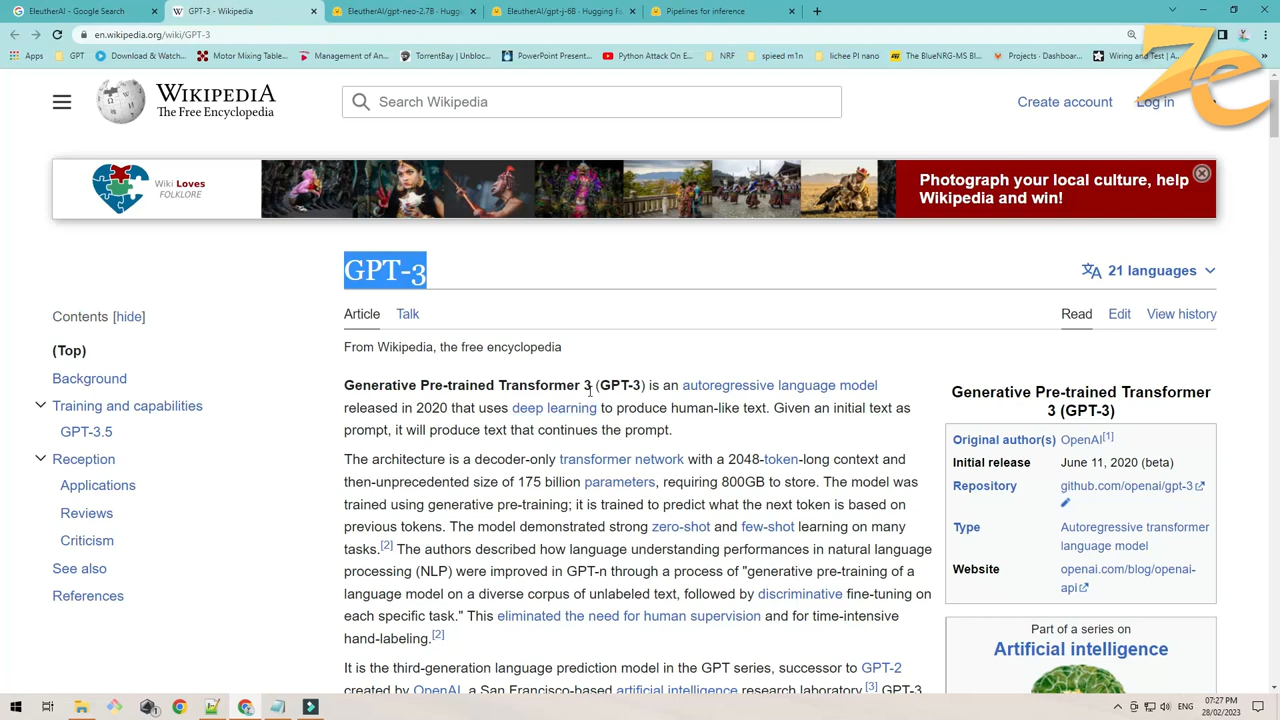 EleutherAI - Google Search
GPT-3 - Wikipedia
EleutherAI/gpt-neo-2.7B · Hugg
EleutherAI/gpt-j-6B · Hugging F
Pipelines for inference
en.wikipedia.org/wiki/GPT-3
Apps
GPT
Download & Watch...
Motor Mixing Table...
Management of An...
TorrentBay | Unbloc...
PowerPoint Present...
Python Attack On E...
NRF
spieed m1n
lichee PI nano
The BlueNRG-MS Bl...
Projects · Dashboar...
Wiring and Test | A...
WIKIPEDIA
The Free Encyclopedia
Search Wikipedia
Create account
Log in
ZC
Wiki Loves
FOLKLORE
Photograph your local culture, help
Wikipedia and win!
GPT-3
21 languages
Contents [hide]
(Top)
Background
Training and capabilities
GPT-3.5
Reception
Applications
Reviews
Criticism
See also
References
Article
Talk
Read
Edit
View history
From Wikipedia, the free encyclopedia
Generative Pre-trained Transformer 3 (GPT-3) is an autoregressive language model
released in 2020 that uses deep learning to produce human-like text. Given an initial text as
prompt, it will produce text that continues the prompt.
The architecture is a decoder-only transformer network with a 2048-token-long context and
then-unprecedented size of 175 billion parameters, requiring 800GB to store. The model was
trained using generative pre-training; it is trained to predict what the next token is based on
previous tokens. The model demonstrated strong zero-shot and few-shot learning on many
tasks.[2] The authors described how language understanding performances in natural language
processing (NLP) were improved in GPT-n through a process of "generative pre-training of a
language model on a diverse corpus of unlabeled text, followed by discriminative fine-tuning on
each specific task." This eliminated the need for human supervision and for time-intensive
hand-labeling.[2]
It is the third-generation language prediction model in the GPT series, successor to GPT-2
created by OpenAI, a San Francisco-based artificial intelligence research laboratory.[3] GPT-3
Generative Pre-trained Transformer
3 (GPT-3)
Original author(s) OpenAI[1]
Initial release June 11, 2020 (beta)
Repository github.com/openai/gpt-3
Type Autoregressive transformer
language model
Website openai.com/blog/openai-
api
Part of a series on
Artificial intelligence
ENG
07:27 PM
28/02/2023